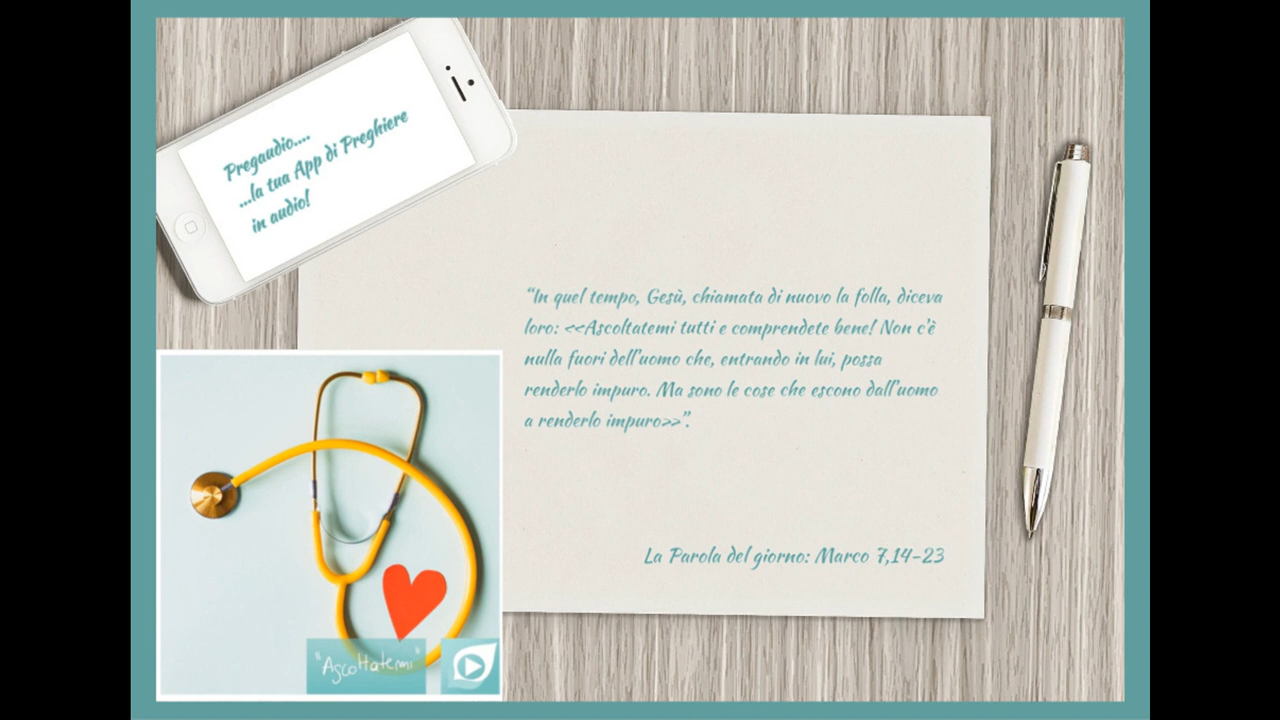 Pregaudio....
...la tua App di Preghiere
in audio!
“In quel tempo, Gesù, chiamata di nuovo la folla, diceva
loro: <<Ascoltatemi tutti e comprendete bene! Non c’è
nulla fuori dell’uomo che, entrando in lui, possa
renderlo impuro. Ma sono le cose che escono dall’uomo
a renderlo impuro>>”.
La Parola del giorno: Marco 7,14-23
"Ascoltatemi"